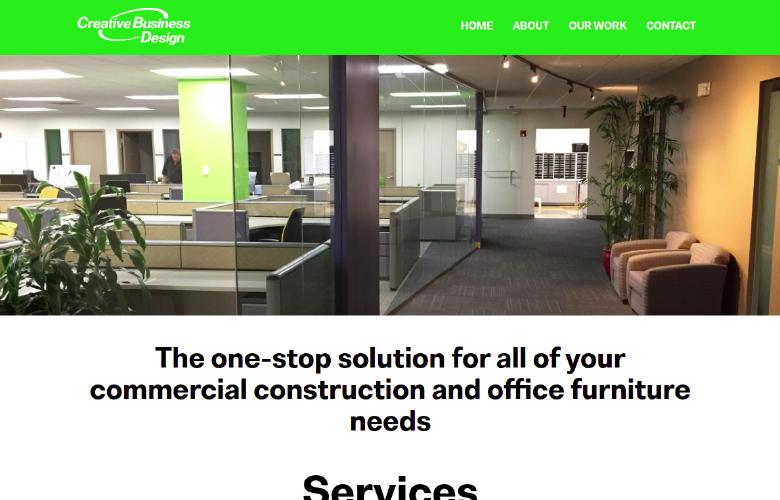 Creative Business
Design
HOME ABOUT OUR WORK CONTACT
The one-stop solution for all of your
commercial construction and office furniture
needs
Services